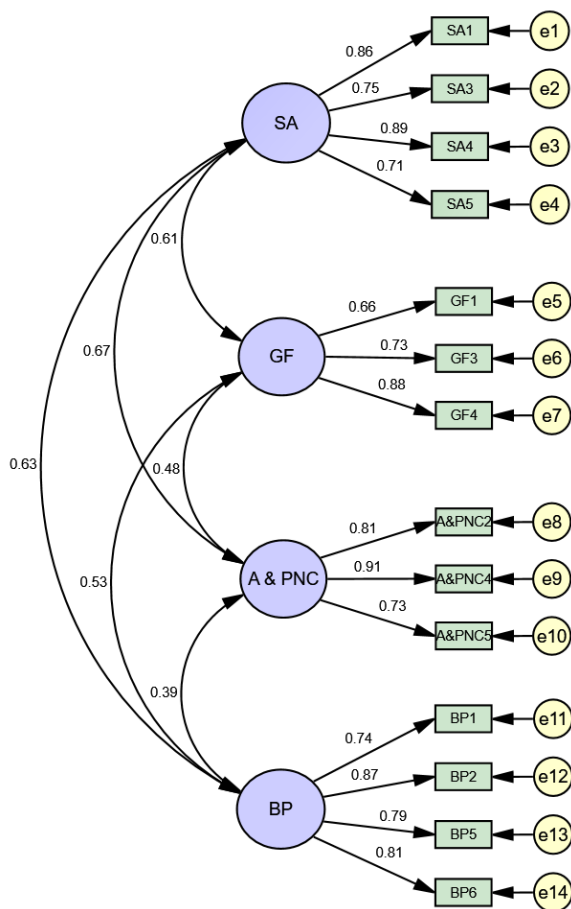 SA1
e1
0.86
SA3
e2
0.75
SA
0.89
SA4
e3
0.71
SA5
e4
0.61
GF1
e5
0.66
0.67
GF
0.73
GF3
e6
0.88
GF4
e7
0.63
0.48
A&PNC2
e8
0.81
0.53
A & PNC
0.91
A&PNC4
e9
0.73
A&PNC5
e10
0.39
BP1
e11
0.74
0.87
BP2
e12
BP
0.79
BP5
e13
0.81
BP6
e14